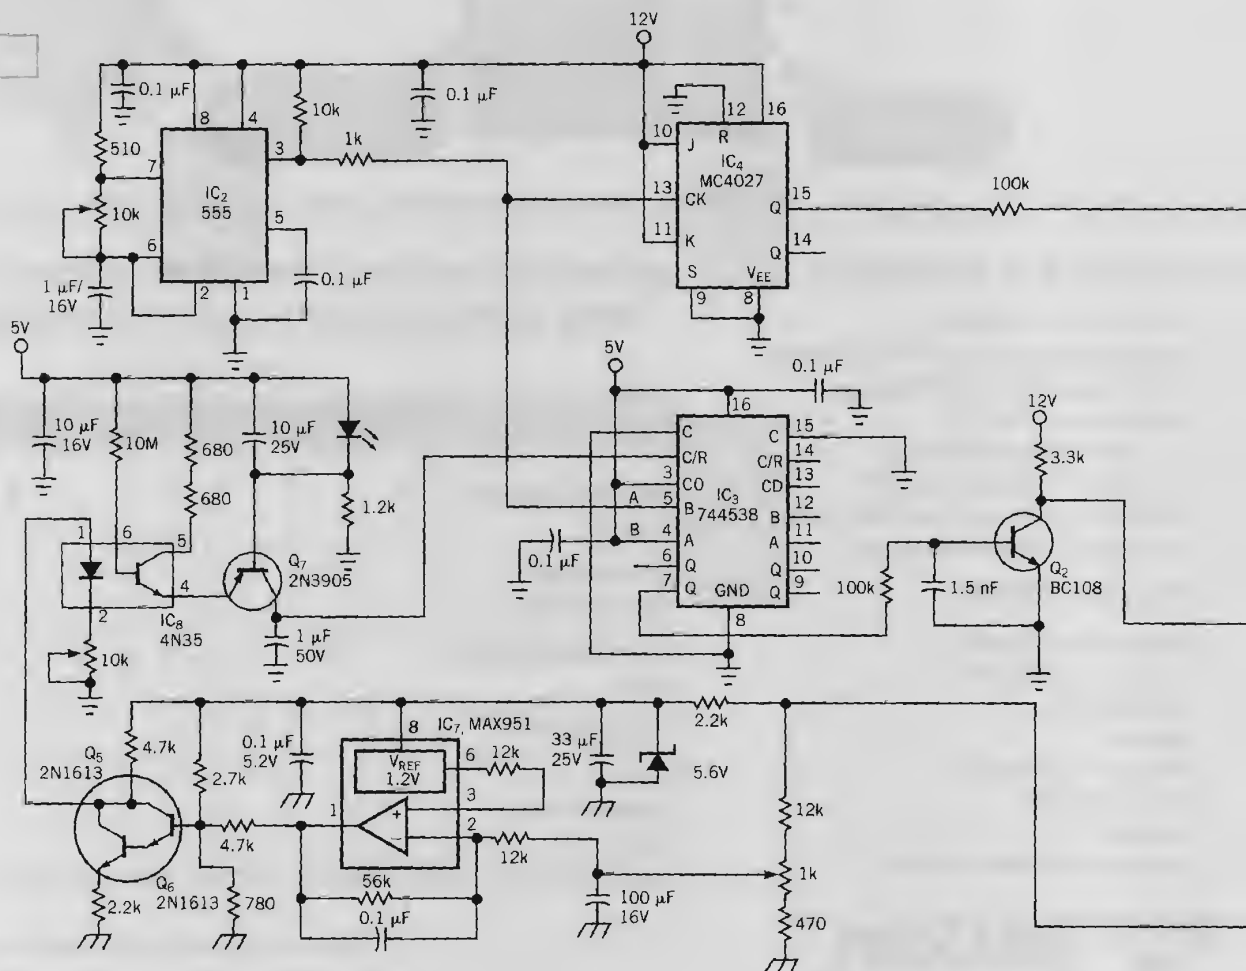 12V
0.1 µF
8
4
10k
0.1 µF
12
16
510
7
3
1k
10
J
R
IC4
MC4027
IC2
555
13
CK
Q
15
100k
10k
5
11
K
Q
14
6
0.1 µF
S
VEE
1 µF/
16V
2
1
9
8
5V
5V
0.1 µF
16
12V
10 µF
16V
10M
680
10 µF
25V
C
C
15
3.3k
C/R
C/R
14
3
CO
CD
13
680
1.2k
A
5
B
IC3
744538
B
12
B
4
A
A
11
1
6
5
0.1 µF
6
Q
Q
10
Q7
2N3905
7
Q
GND
Q
9
100k
1.5 nF
Q2
BC108
4
2
IC8
4N35
8
1 µF
50V
10k
2.2k
8
IC7, MAX951
4.7k
0.1 µF
5.2V
VREF
1.2V
6
12k
33 µF
25V
5.6V
Q5
2N1613
2.7k
3
12k
1
+
−
2
4.7k
12k
1k
Q6
2N1613
56k
100 µF
16V
2.2k
780
0.1 µF
470